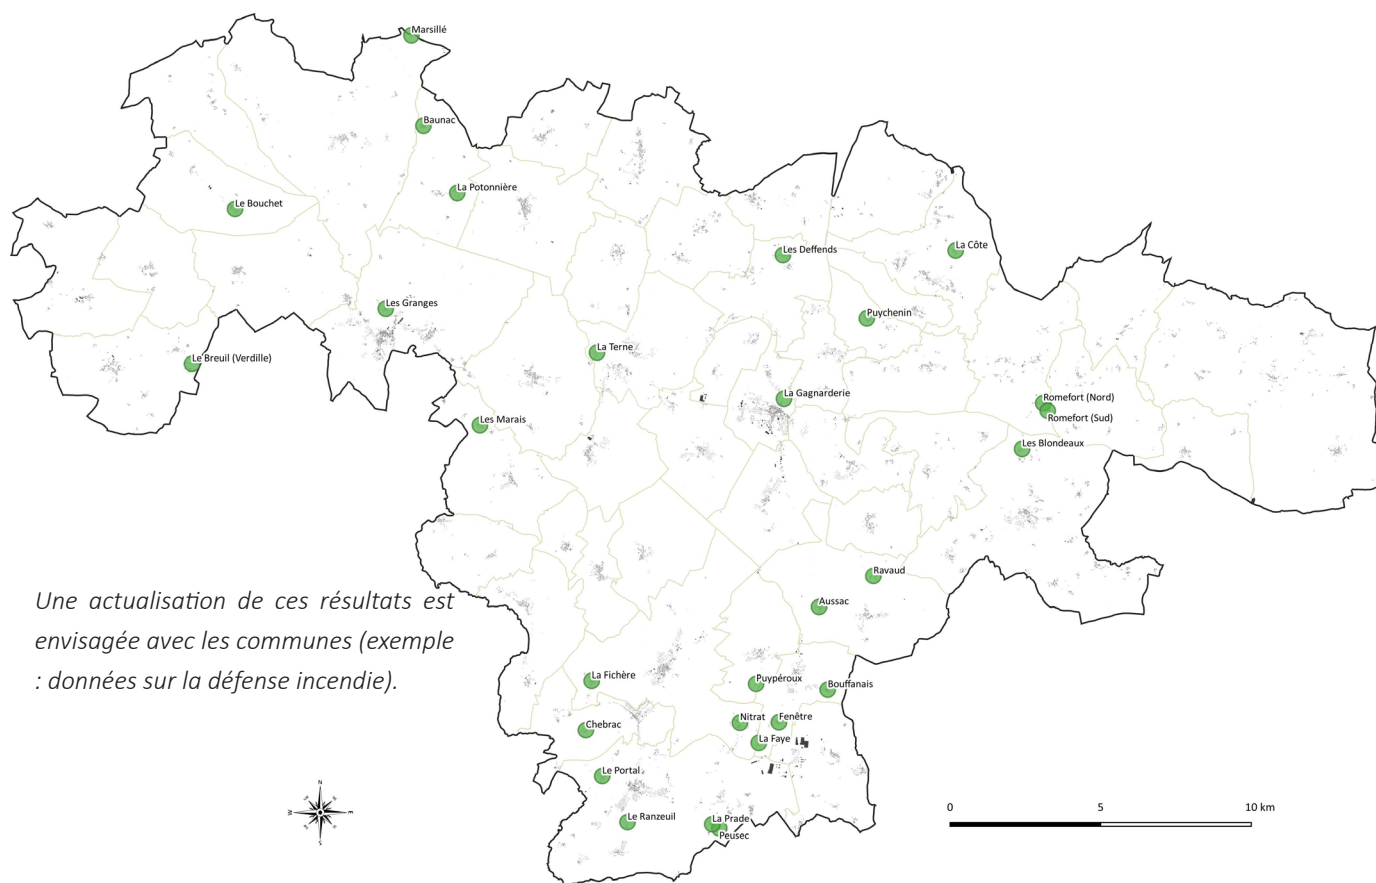 Marsillé
Baunac
La Potonnière
Le Bouchet
La Côte
Les Deffends
Les Granges
Puychenin
La Terne
Le Breuil (Verdille)
La Gagnarderie
Romefort (Nord)
Romefort (Sud)
Les Marais
Les Blondeaux
Ravaud
Une actualisation de ces résultats est
envisagée avec les communes (exemple
: données sur la défense incendie).
Aussac
La Fichère
Puypéroux
Bouffanais
Nitrat
Fenêtre
Chebrac
La Faye
Le Portal
N
W
E
S
0 5 10 km
Le Ranzeuil
La Prade
Peusec